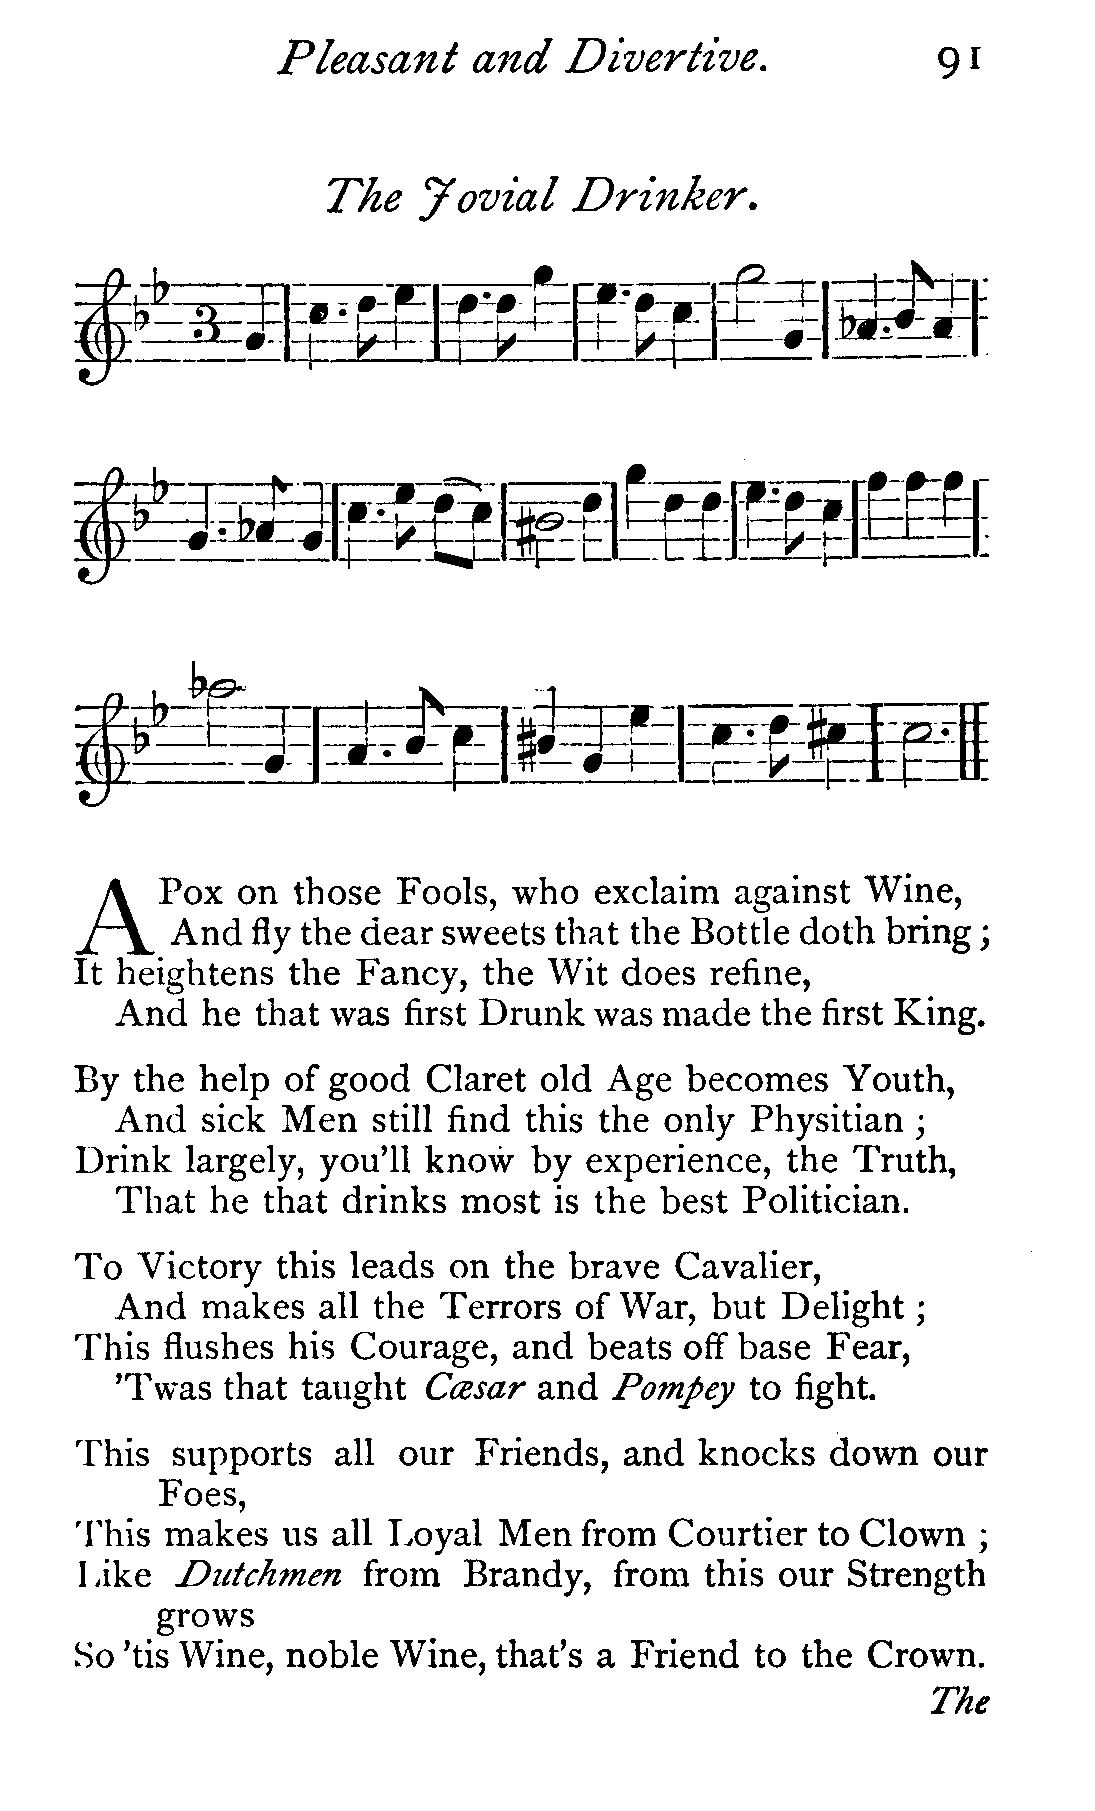 Pleasant and Divertive. 91
The Jovial Drinker.
3
A Pox on those Fools, who exclaim against Wine,
And fly the dear sweets that the Bottle doth bring ;
It heightens the Fancy, the Wit does refine,
And he that was first Drunk was made the first King.
By the help of good Claret old Age becomes Youth,
And sick Men still find this the only Physitian ;
Drink largely, you'll know by experience, the Truth,
That he that drinks most is the best Politician.
To Victory this leads on the brave Cavalier,
And makes all the Terrors of War, but Delight ;
This flushes his Courage, and beats off base Fear,
'Twas that taught Cæsar and Pompey to fight.
This supports all our Friends, and knocks down our
Foes,
This makes us all Loyal Men from Courtier to Clown ;
Like Dutchmen from Brandy, from this our Strength
grows
So 'tis Wine, noble Wine, that's a Friend to the Crown.
The